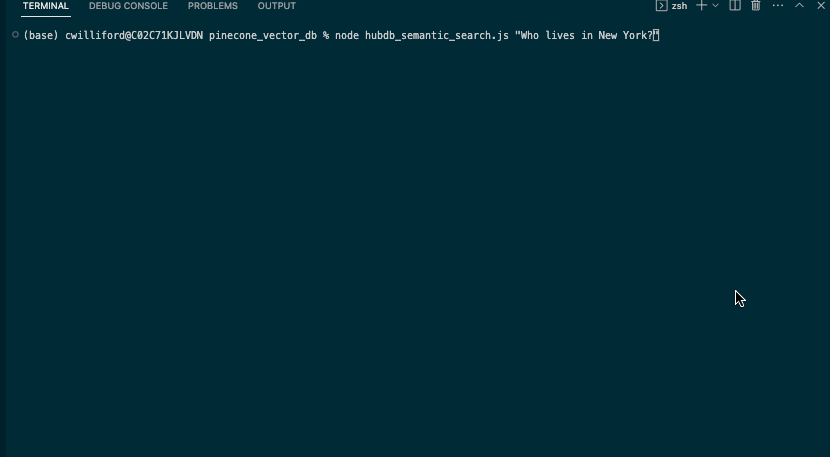 TERMINAL DEBUG CONSOLE PROBLEMS OUTPUT zsh
(base) cwilliford@C02C71KJLVDN pinecone_vector_db % node hubdb_semantic_search.js "Who lives in New York?"